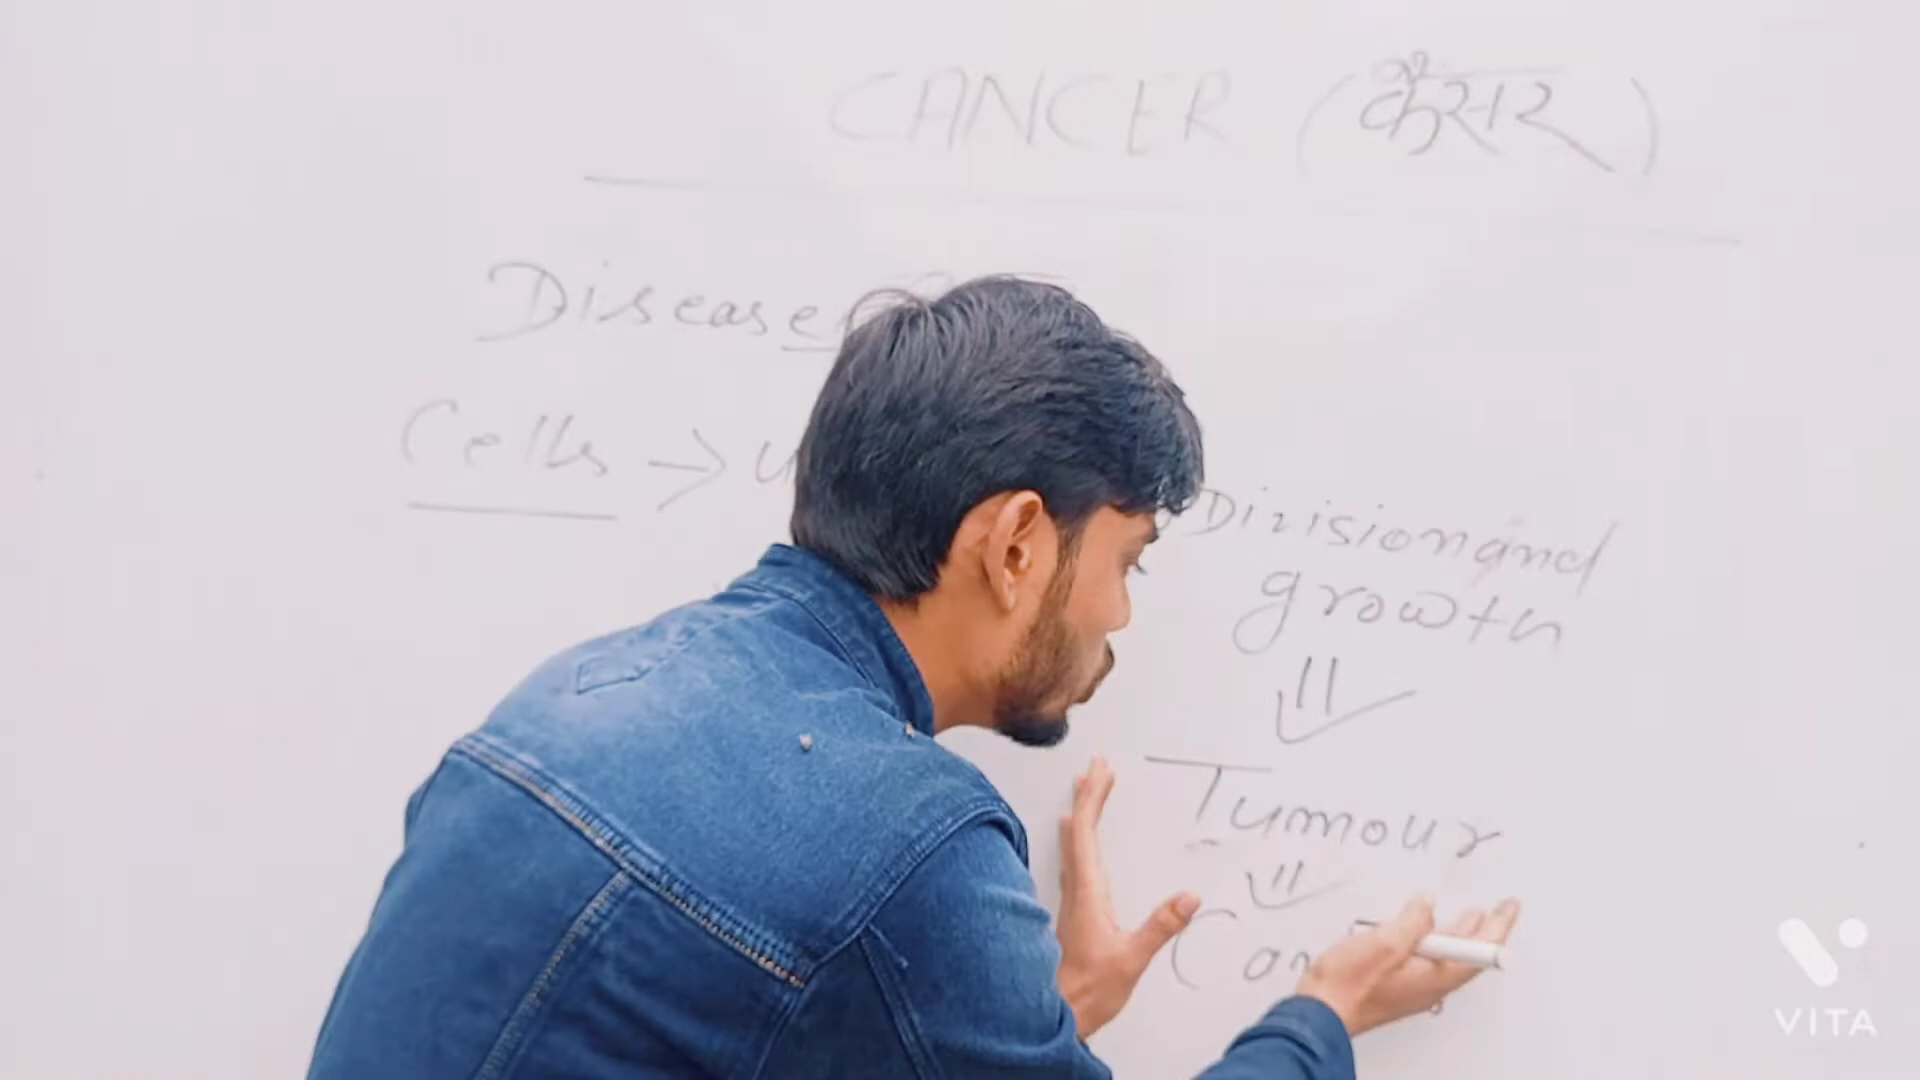 CANCER (कैंसर)
Disease
Cells →
Division and
growth
Tumour
VITA